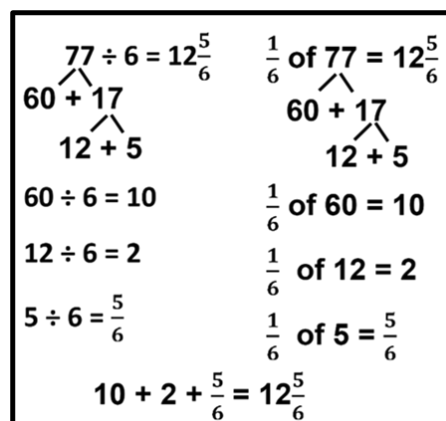 77 ÷ 6 = 12 5/6
60 + 17
12 + 5
60 ÷ 6 = 10
12 ÷ 6 = 2
5 ÷ 6 = 5/6
1/6 of 77 = 12 5/6
60 + 17
12 + 5
1/6 of 60 = 10
1/6 of 12 = 2
1/6 of 5 = 5/6
10 + 2 + 5/6 = 12 5/6